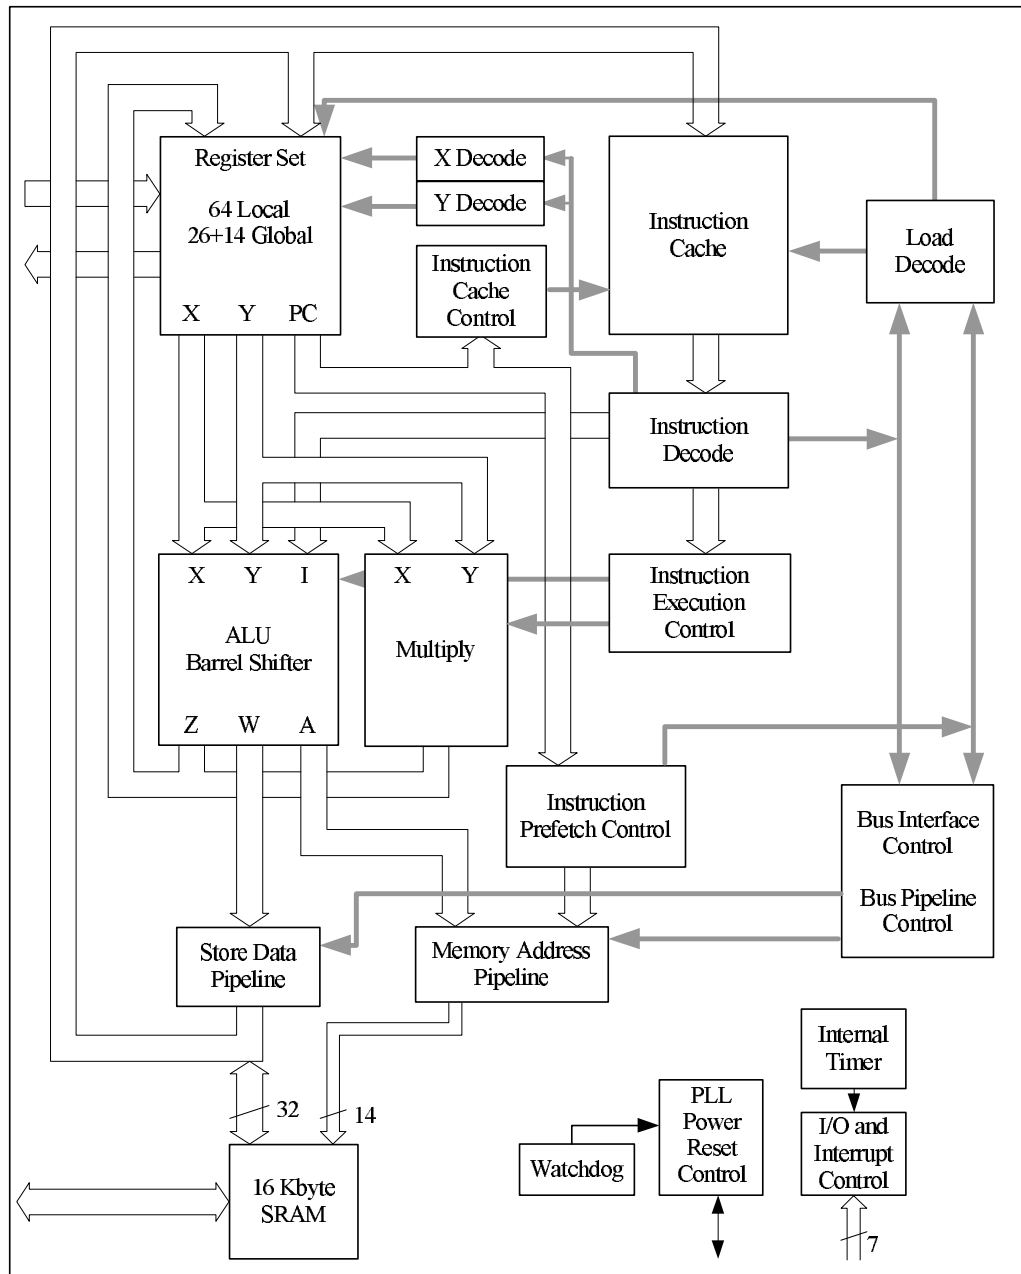 Register Set
64 Local
26+14 Global
X Y PC
X Decode
Y Decode
Instruction
Cache
Control
Instruction
Cache
Load
Decode
Instruction
Decode
X Y I
ALU
Barrel Shifter
Z W A
X Y
Multiply
Instruction
Execution
Control
Instruction
Prefetch Control
Bus Interface
Control
Bus Pipeline
Control
Store Data
Pipeline
Memory Address
Pipeline
32
14
16 Kbyte
SRAM
Watchdog
PLL
Power
Reset
Control
Internal
Timer
I/O and
Interrupt
Control
7